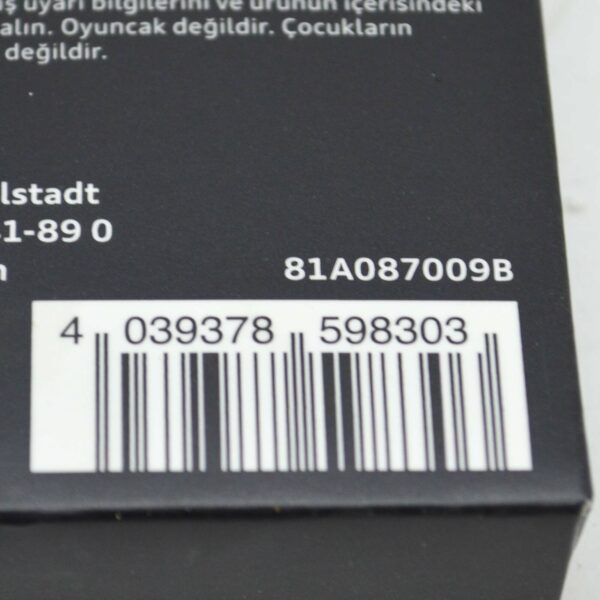 uyarı bilgilerini ve ürünün içerisindeki
alın. Oyuncak değildir. Çocukların
değildir.
lstadt
1-89 0
81A087009B
4 039378 598303